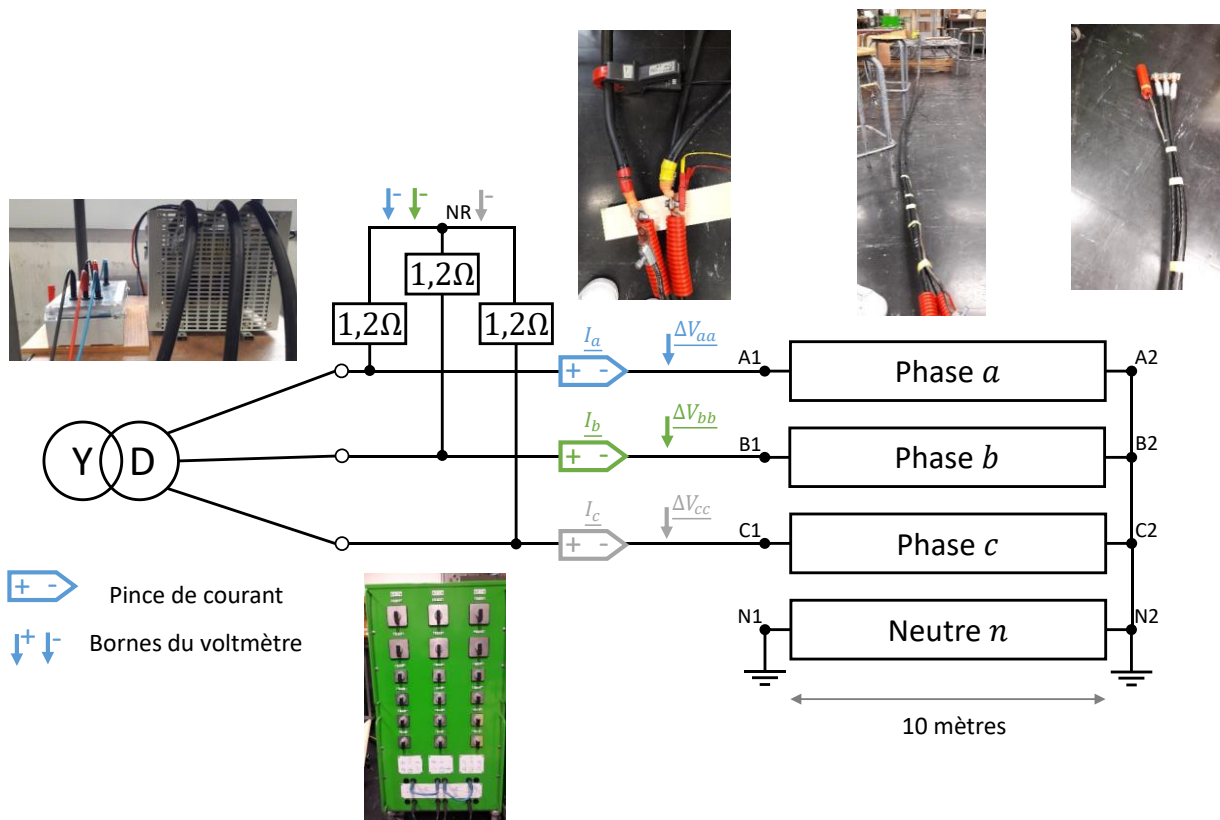 NR
1,2Ω
1,2Ω
1,2Ω
I_a
ΔV_aa
A1
Phase a
A2
Y D
I_b
ΔV_bb
B1
Phase b
B2
I_c
ΔV_cc
C1
Phase c
C2
Pince de courant
Bornes du voltmètre
N1
Neutre n
N2
10 mètres